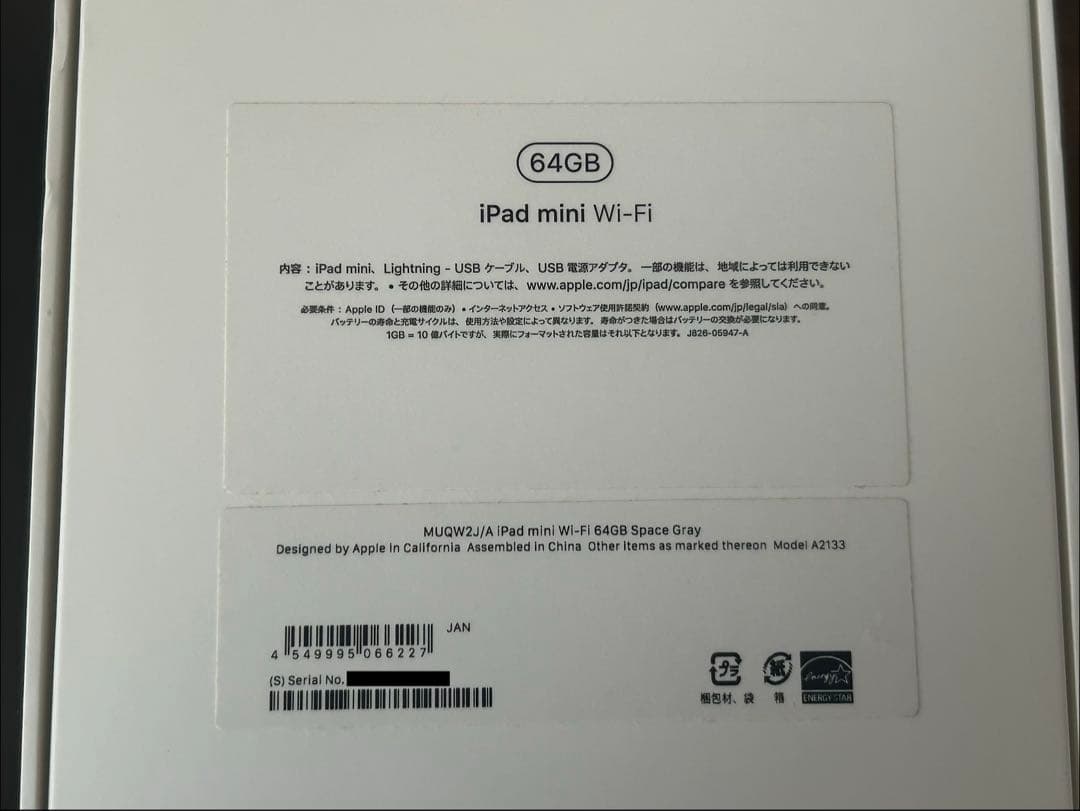 64GB
iPad mini Wi-Fi
内容：iPad mini、Lightning - USB ケーブル、USB 電源アダプタ。 一部の機能は、地域によっては利用できない
ことがあります。 • その他の詳細については、www.apple.com/jp/ipad/compare を参照してください。
必要条件：Apple ID（一部の機能のみ）• インターネットアクセス • ソフトウェア使用許諾契約（www.apple.com/jp/legal/sla）への同意。
バッテリーの寿命と充電サイクルは、使用方法や設定によって異なります。 寿命がつきた場合はバッテリーの交換が必要になります。
1GB = 10 億バイトですが、実際にフォーマットされた容量はそれ以下となります。 J826-05947-A
MUQW2J/A iPad mini Wi-Fi 64GB Space Gray
Designed by Apple in California Assembled in China Other items as marked thereon Model A2133
JAN
4 549995 066227
(S) Serial No.
プラ
紙
energy
ENERGY STAR
梱包材、袋 箱